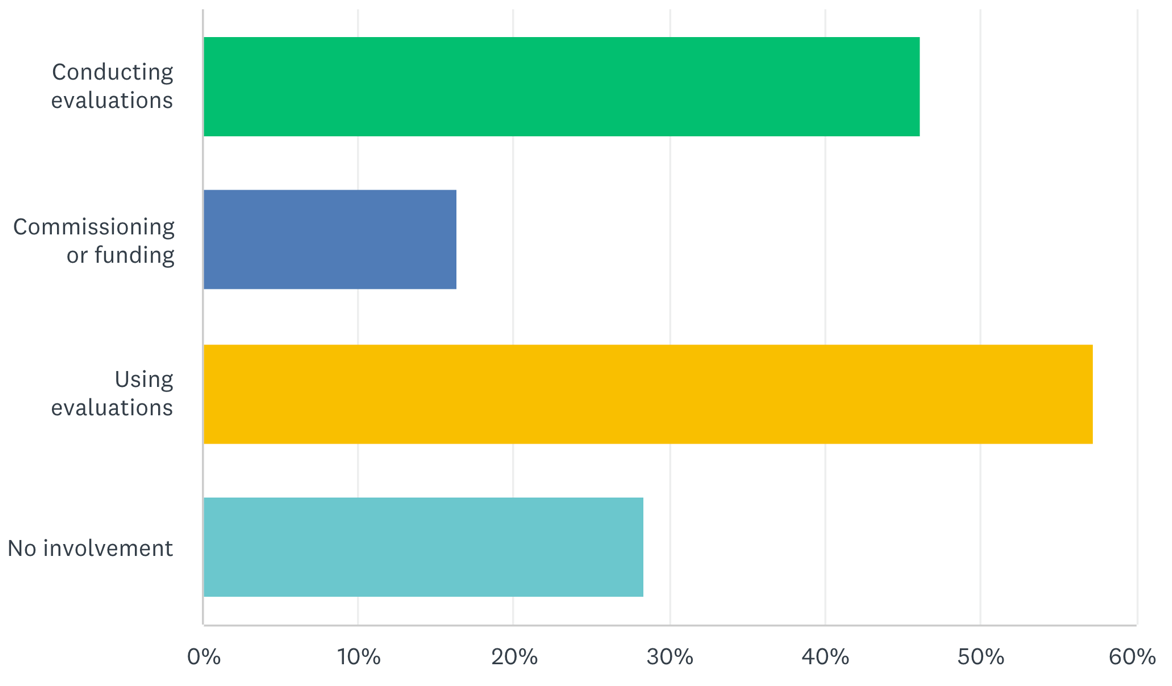 Conducting
evaluations
Commissioning
or funding
Using
evaluations
No involvement
0% 10% 20% 30% 40% 50% 60%